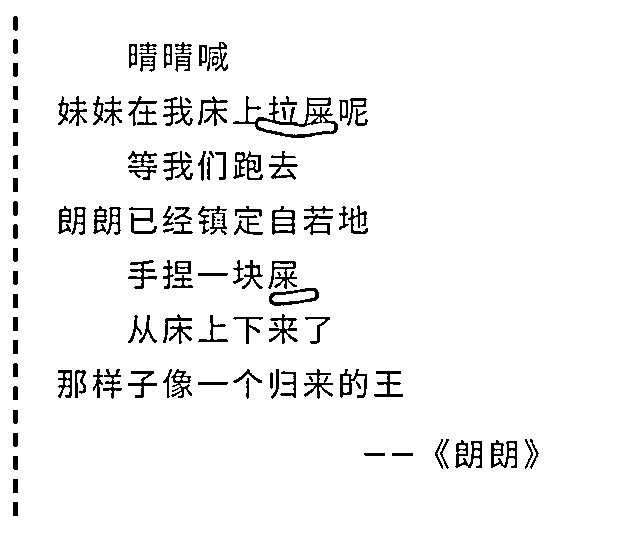 晴晴喊
妹妹在我床上拉屎呢
等我们跑去
朗朗已经镇定自若地
手捏一块屎
从床上下来了
那样子像一个归来的王
——《朗朗》